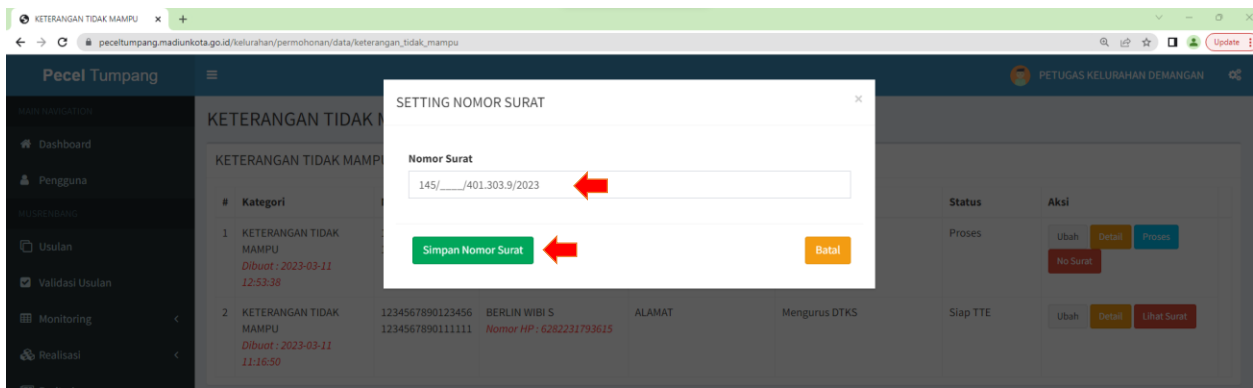 KETERANGAN TIDAK MAMPU
peceltumpang.madiunkota.go.id/kelurahan/permohonan/data/keterangan_tidak_mampu
Update
Pecel Tumpang
PETUGAS KELURAHAN DEMANGAN
MAIN NAVIGATION
Dashboard
Pengguna
MUSRENBANG
Usulan
Validasi Usulan
Monitoring
Realisasi
KETERANGAN TIDAK
KETERANGAN TIDAK MAMP
SETTING NOMOR SURAT
Nomor Surat
145/____/401.303.9/2023
Simpan Nomor Surat
Batal
# Kategori Status Aksi
1 KETERANGAN TIDAK Proses Ubah Detail Proses
MAMPU
Dibuat : 2023-03-11 No Surat
12:53:38
2 KETERANGAN TIDAK 1234567890123456 BERLIN WIBI S ALAMAT Mengurus DTKS Siap TTE Ubah Detail Lihat Surat
MAMPU 1234567890111111 Nomor HP : 6282231793615
Dibuat : 2023-03-11
11:16:50